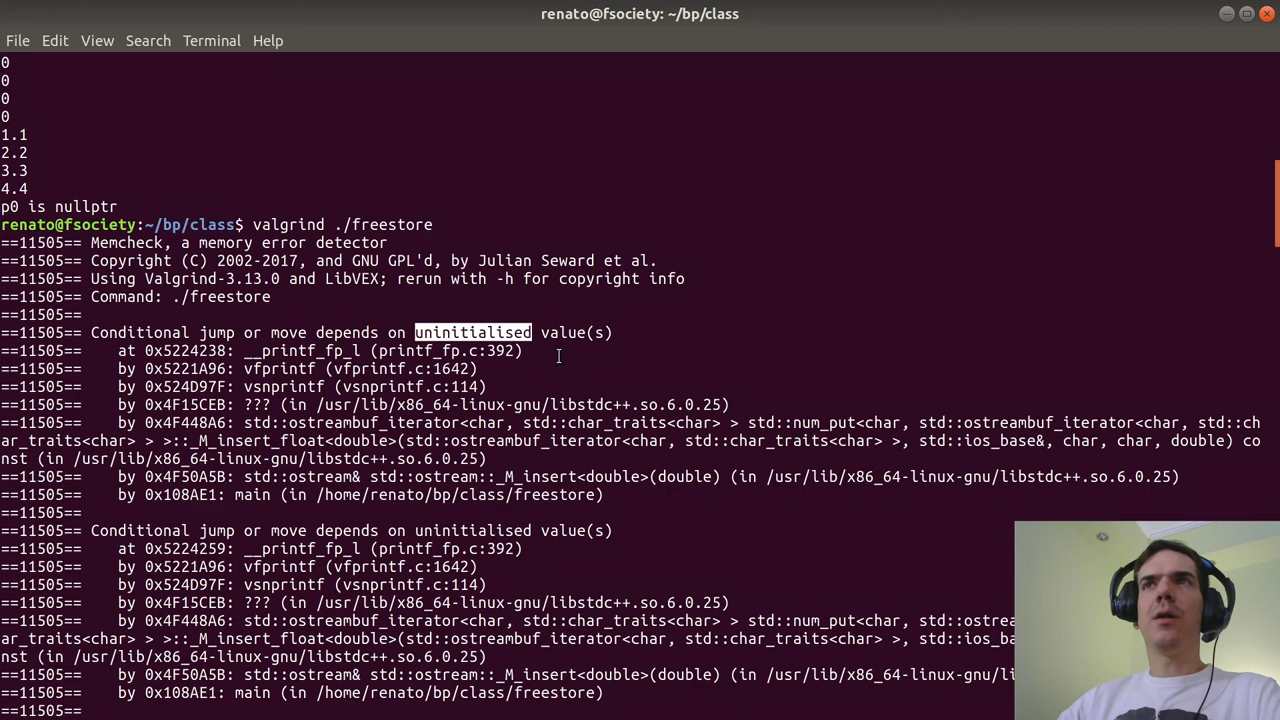 renato@fsociety: ~/bp/class
File Edit View Search Terminal Help
0
0
0
0
1.1
2.2
3.3
4.4
p0 is nullptr
renato@fsociety:~/bp/class$ valgrind ./freestore
==11505== Memcheck, a memory error detector
==11505== Copyright (C) 2002-2017, and GNU GPL'd, by Julian Seward et al.
==11505== Using Valgrind-3.13.0 and LibVEX; rerun with -h for copyright info
==11505== Command: ./freestore
==11505==
==11505== Conditional jump or move depends on uninitialised value(s)
==11505==    at 0x5224238: __printf_fp_l (printf_fp.c:392)
==11505==    by 0x5221A96: vfprintf (vfprintf.c:1642)
==11505==    by 0x524D97F: vsnprintf (vsnprintf.c:114)
==11505==    by 0x4F15CEB: ??? (in /usr/lib/x86_64-linux-gnu/libstdc++.so.6.0.25)
==11505==    by 0x4F448A6: std::ostreambuf_iterator<char, std::char_traits<char> > std::num_put<char, std::ostreambuf_iterator<char, std::ch
ar_traits<char> > >::_M_insert_float<double>(std::ostreambuf_iterator<char, std::char_traits<char> >, std::ios_base&, char, char, double) co
nst (in /usr/lib/x86_64-linux-gnu/libstdc++.so.6.0.25)
==11505==    by 0x4F50A5B: std::ostream& std::ostream::_M_insert<double>(double) (in /usr/lib/x86_64-linux-gnu/libstdc++.so.6.0.25)
==11505==    by 0x108AE1: main (in /home/renato/bp/class/freestore)
==11505==
==11505== Conditional jump or move depends on uninitialised value(s)
==11505==    at 0x5224259: __printf_fp_l (printf_fp.c:392)
==11505==    by 0x5221A96: vfprintf (vfprintf.c:1642)
==11505==    by 0x524D97F: vsnprintf (vsnprintf.c:114)
==11505==    by 0x4F15CEB: ??? (in /usr/lib/x86_64-linux-gnu/libstdc++.so.6.0.25)
==11505==    by 0x4F448A6: std::ostreambuf_iterator<char, std::char_traits<char> > std::num_put<char, std::ostrea
ar_traits<char> > >::_M_insert_float<double>(std::ostreambuf_iterator<char, std::char_traits<char> >, std::ios_ba
nst (in /usr/lib/x86_64-linux-gnu/libstdc++.so.6.0.25)
==11505==    by 0x4F50A5B: std::ostream& std::ostream::_M_insert<double>(double) (in /usr/lib/x86_64-linux-gnu/li
==11505==    by 0x108AE1: main (in /home/renato/bp/class/freestore)
==11505==